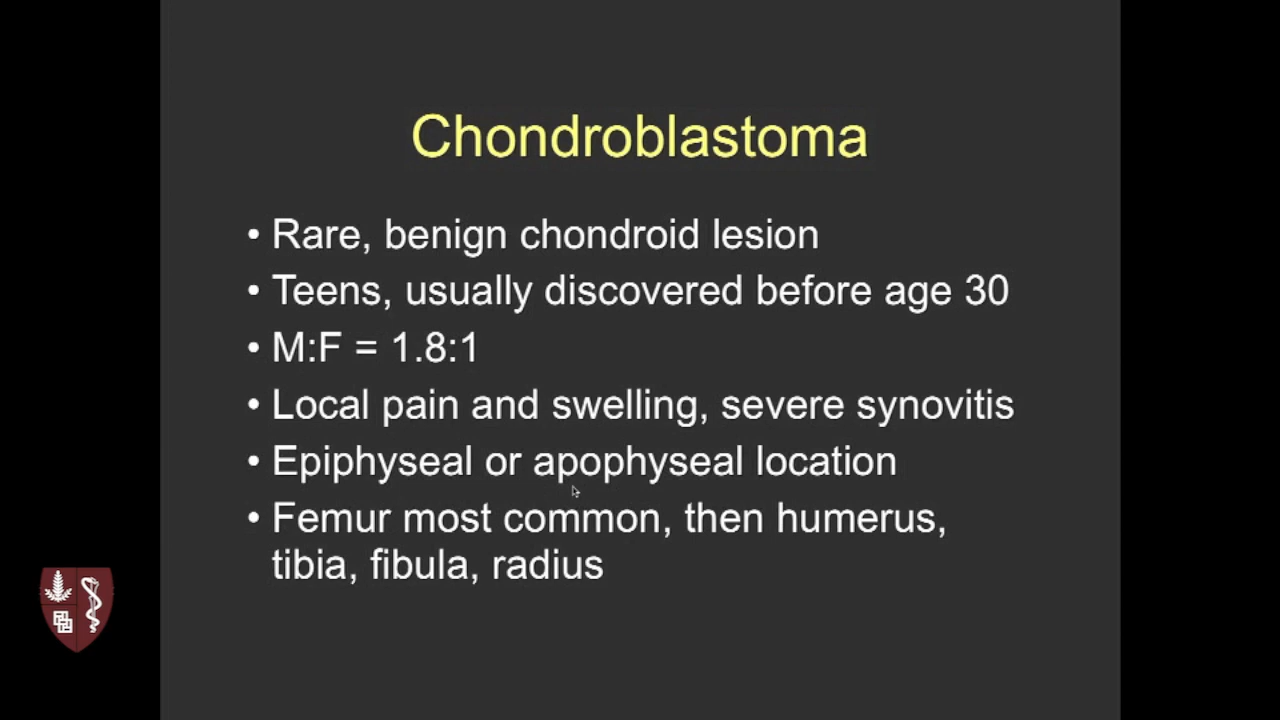 Chondroblastoma
• Rare, benign chondroid lesion
• Teens, usually discovered before age 30
• M:F = 1.8:1
• Local pain and swelling, severe synovitis
• Epiphyseal or apophyseal location
• Femur most common, then humerus,
tibia, fibula, radius